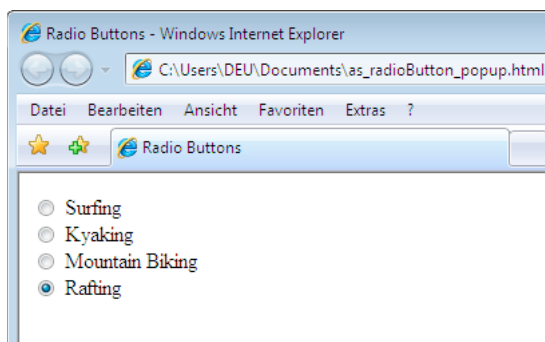 Radio Buttons - Windows Internet Explorer
C:\Users\DEU\Documents\as_radioButton_popup.html
Datei Bearbeiten Ansicht Favoriten Extras ?
Radio Buttons
Surfing
Kyaking
Mountain Biking
Rafting